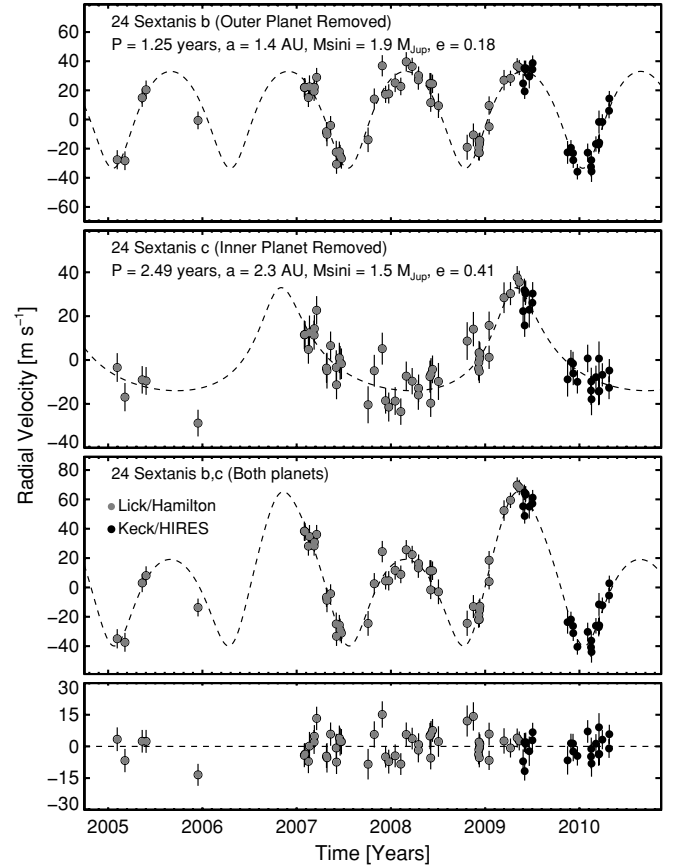 24 Sextanis b (Outer Planet Removed)
P = 1.25 years, a = 1.4 AU, Msini = 1.9 M_Jup, e = 0.18
60
40
20
0
−20
−40
−60
24 Sextanis c (Inner Planet Removed)
P = 2.49 years, a = 2.3 AU, Msini = 1.5 M_Jup, e = 0.41
40
20
0
−20
−40
Radial Velocity [m s⁻¹]
24 Sextanis b,c (Both planets)
Lick/Hamilton
Keck/HIRES
80
60
40
20
0
−20
−40
30
15
0
−15
−30
2005 2006 2007 2008 2009 2010
Time [Years]